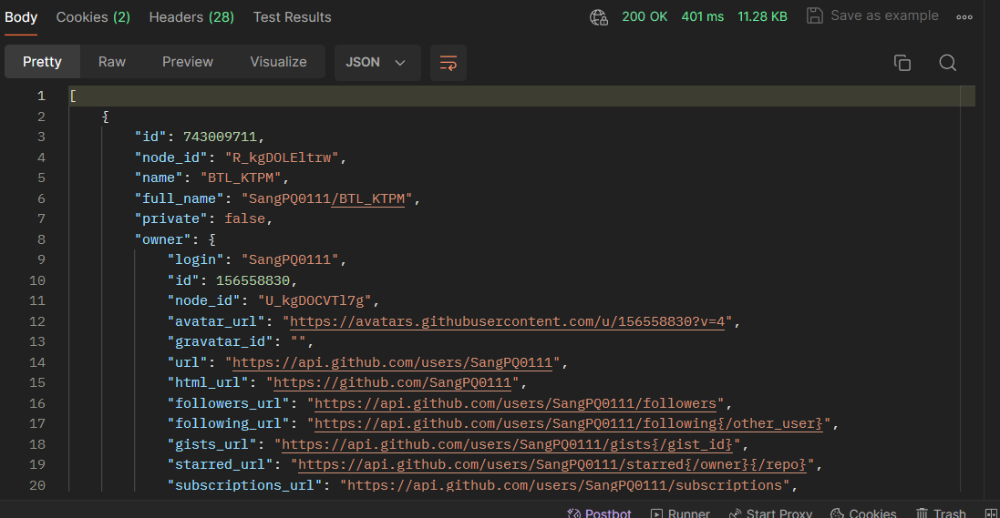 Body Cookies (2) Headers (28) Test Results 200 OK 401 ms 11.28 KB Save as example
Pretty Raw Preview Visualize JSON
1 [
2 {
3 "id": 743009711,
4 "node_id": "R_kgDOLEltrw",
5 "name": "BTL_KTPM",
6 "full_name": "SangPQ0111/BTL_KTPM",
7 "private": false,
8 "owner": {
9 "login": "SangPQ0111",
10 "id": 156558830,
11 "node_id": "U_kgDOCVTl7g",
12 "avatar_url": "https://avatars.githubusercontent.com/u/156558830?v=4",
13 "gravatar_id": "",
14 "url": "https://api.github.com/users/SangPQ0111",
15 "html_url": "https://github.com/SangPQ0111",
16 "followers_url": "https://api.github.com/users/SangPQ0111/followers",
17 "following_url": "https://api.github.com/users/SangPQ0111/following{/other_user}",
18 "gists_url": "https://api.github.com/users/SangPQ0111/gists{/gist_id}",
19 "starred_url": "https://api.github.com/users/SangPQ0111/starred{/owner}{/repo}",
20 "subscriptions_url": "https://api.github.com/users/SangPQ0111/subscriptions",
Postbot Runner Start Proxy Cookies Trash